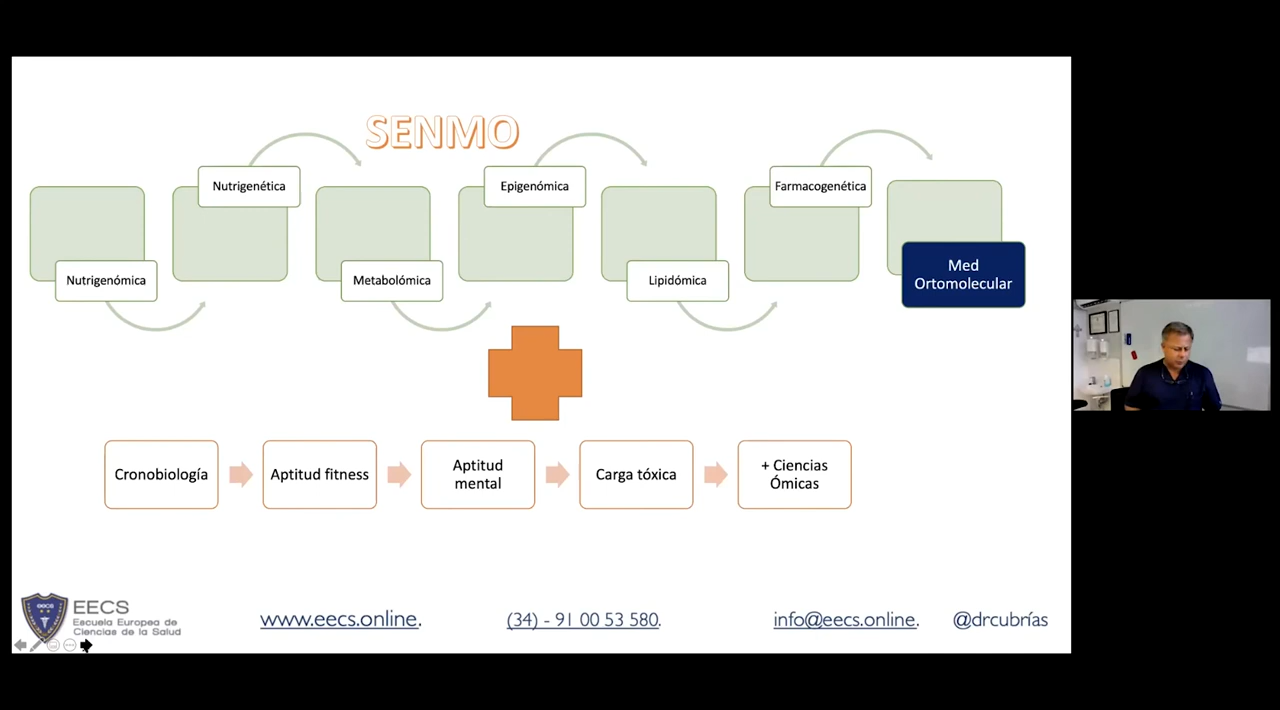 SENMO
Nutrigenética
Epigenómica
Farmacogenética
Nutrigenómica
Metabolómica
Lipidómica
Med
Ortomolecular
Cronobiología
Aptitud fitness
Aptitud
mental
Carga tóxica
+ Ciencias
Ómicas
EECS
Escuela Europea de
Ciencias de la Salud
www.eecs.online.
(34) - 91 00 53 580.
info@eecs.online.
@drcubrías